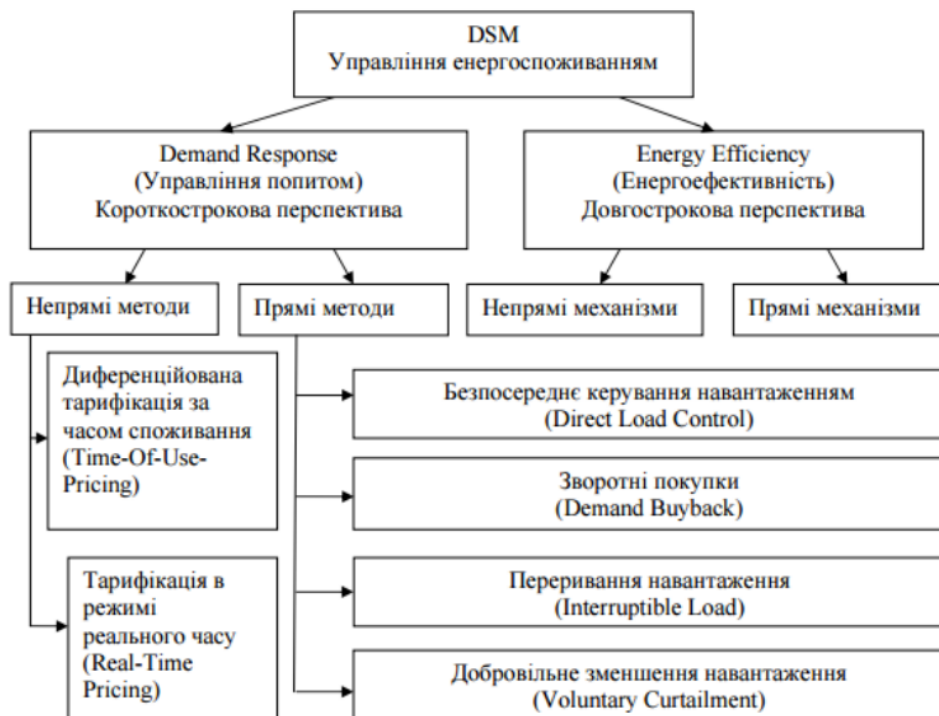 DSM
Управління енергоспоживанням
Demand Response
(Управління попитом)
Короткострокова перспектива
Energy Efficiency
(Енергоефективність)
Довгострокова перспектива
Непрямі методи
Прямі методи
Непрямі механізми
Прямі механізми
Диференційована
тарифікація за
часом споживання
(Time-Of-Use-
Pricing)
Тарифікація в
режимі
реального часу
(Real-Time
Pricing)
Безпосереднє керування навантаженням
(Direct Load Control)
Зворотні покупки
(Demand Buyback)
Переривання навантаження
(Interruptible Load)
Добровільне зменшення навантаження
(Voluntary Curtailment)